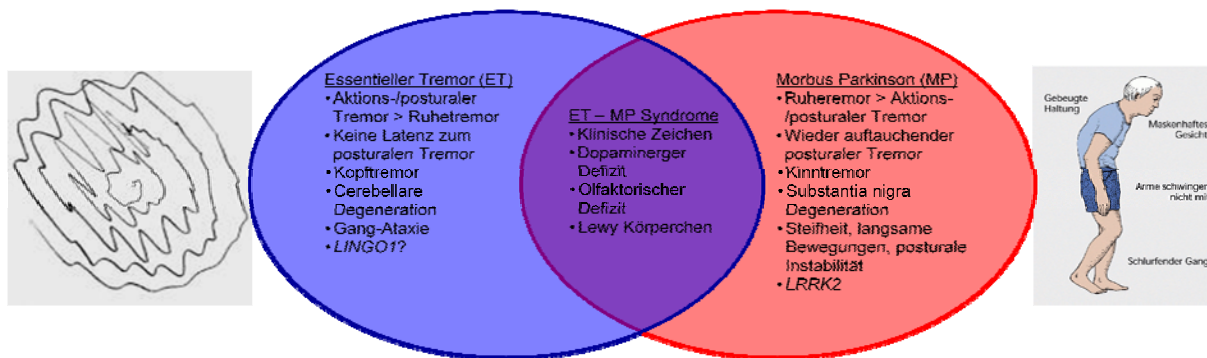 Essentieller Tremor (ET)
• Aktions-/posturaler
Tremor > Ruhetremor
• Keine Latenz zum
posturalen Tremor
• Kopftremor
• Cerebellare
Degeneration
• Gang-Ataxie
• LINGO1?
ET – MP Syndrome
• Klinische Zeichen
• Dopaminerger
Defizit
• Olfaktorischer
Defizit
• Lewy Körperchen
Morbus Parkinson (MP)
• Ruheremor > Aktions-
/posturaler Tremor
• Wieder auftauchender
posturaler Tremor
• Kinntremor
• Substantia nigra
Degeneration
• Steifheit, langsame
Bewegungen, posturale
Instabilität
• LRRK2
Gebeugte
Haltung
Maskenhaftes
Gesicht
Arme schwingen
nicht mit
Schlurfender Gang